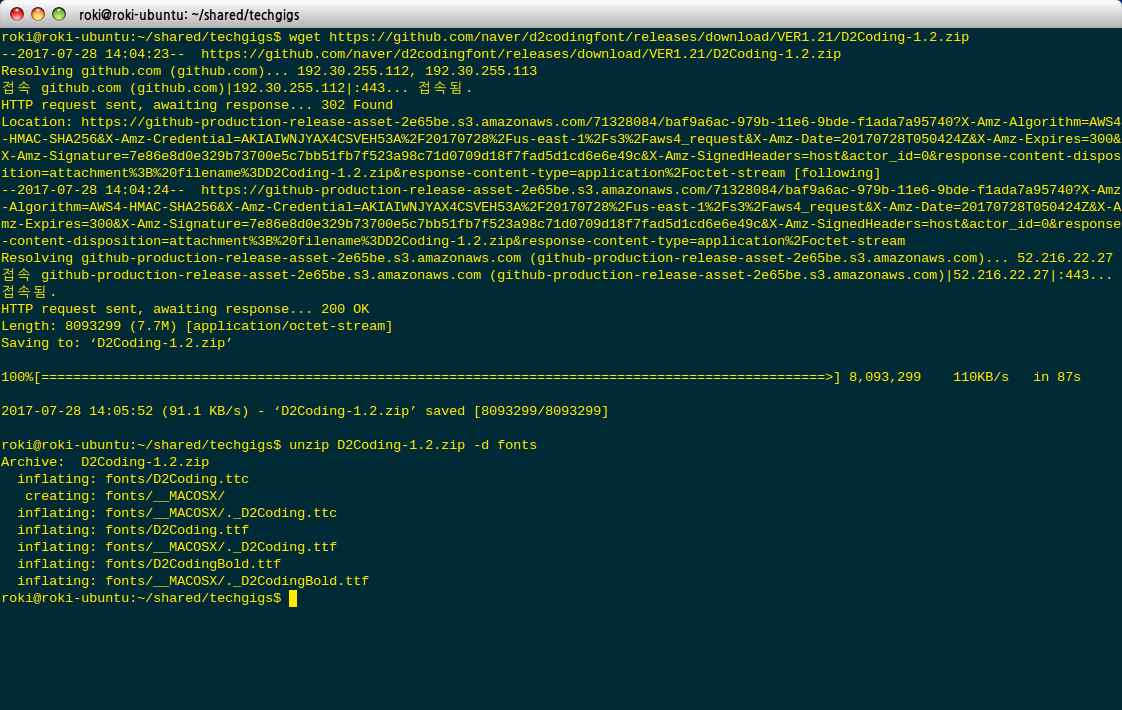 roki@roki-ubuntu: ~/shared/techgigs
roki@roki-ubuntu:~/shared/techgigs$ wget https://github.com/naver/d2codingfont/releases/download/VER1.21/D2Coding-1.2.zip
--2017-07-28 14:04:23--  https://github.com/naver/d2codingfont/releases/download/VER1.21/D2Coding-1.2.zip
Resolving github.com (github.com)... 192.30.255.112, 192.30.255.113
접속 github.com (github.com)|192.30.255.112|:443... 접속됨.
HTTP request sent, awaiting response... 302 Found
Location: https://github-production-release-asset-2e65be.s3.amazonaws.com/71328084/baf9a6ac-979b-11e6-9bde-f1ada7a95740?X-Amz-Algorithm=AWS4
-HMAC-SHA256&X-Amz-Credential=AKIAIWNJYAX4CSVEH53A%2F20170728%2Fus-east-1%2Fs3%2Faws4_request&X-Amz-Date=20170728T050424Z&X-Amz-Expires=300&
X-Amz-Signature=7e86e8d0e329b73700e5c7bb51fb7f523a98c71d0709d18f7fad5d1cd6e6e49c&X-Amz-SignedHeaders=host&actor_id=0&response-content-dispos
ition=attachment%3B%20filename%3DD2Coding-1.2.zip&response-content-type=application%2Foctet-stream [following]
--2017-07-28 14:04:24--  https://github-production-release-asset-2e65be.s3.amazonaws.com/71328084/baf9a6ac-979b-11e6-9bde-f1ada7a95740?X-Amz
-Algorithm=AWS4-HMAC-SHA256&X-Amz-Credential=AKIAIWNJYAX4CSVEH53A%2F20170728%2Fus-east-1%2Fs3%2Faws4_request&X-Amz-Date=20170728T050424Z&X-A
mz-Expires=300&X-Amz-Signature=7e86e8d0e329b73700e5c7bb51fb7f523a98c71d0709d18f7fad5d1cd6e6e49c&X-Amz-SignedHeaders=host&actor_id=0&response
-content-disposition=attachment%3B%20filename%3DD2Coding-1.2.zip&response-content-type=application%2Foctet-stream
Resolving github-production-release-asset-2e65be.s3.amazonaws.com (github-production-release-asset-2e65be.s3.amazonaws.com)... 52.216.22.27
접속 github-production-release-asset-2e65be.s3.amazonaws.com (github-production-release-asset-2e65be.s3.amazonaws.com)|52.216.22.27|:443...
접속됨.
HTTP request sent, awaiting response... 200 OK
Length: 8093299 (7.7M) [application/octet-stream]
Saving to: ‘D2Coding-1.2.zip’
100%[==================================================================================================>] 8,093,299    110KB/s   in 87s
2017-07-28 14:05:52 (91.1 KB/s) - ‘D2Coding-1.2.zip’ saved [8093299/8093299]
roki@roki-ubuntu:~/shared/techgigs$ unzip D2Coding-1.2.zip -d fonts
Archive:  D2Coding-1.2.zip
  inflating: fonts/D2Coding.ttc
   creating: fonts/__MACOSX/
  inflating: fonts/__MACOSX/._D2Coding.ttc
  inflating: fonts/D2Coding.ttf
  inflating: fonts/__MACOSX/._D2Coding.ttf
  inflating: fonts/D2CodingBold.ttf
  inflating: fonts/__MACOSX/._D2CodingBold.ttf
roki@roki-ubuntu:~/shared/techgigs$